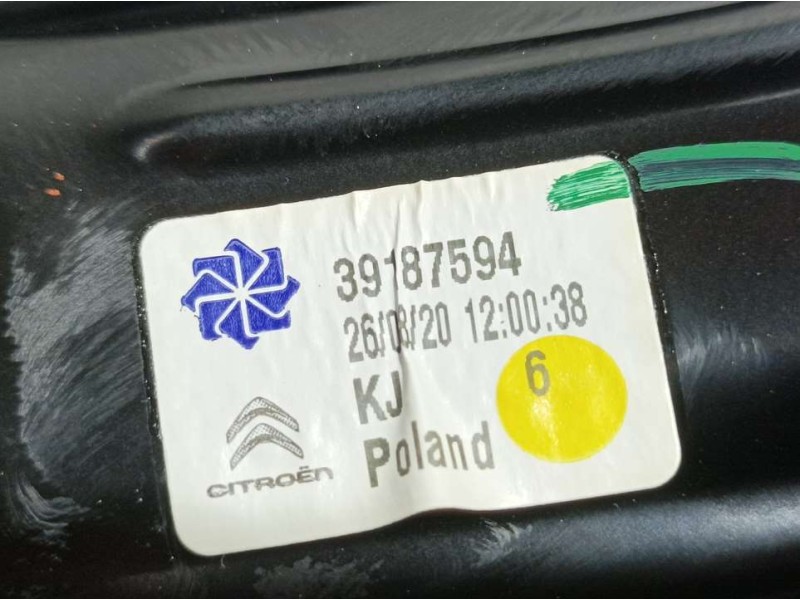 39187594
26/08/20 12:00:38
KJ
6
Poland
CITROËN